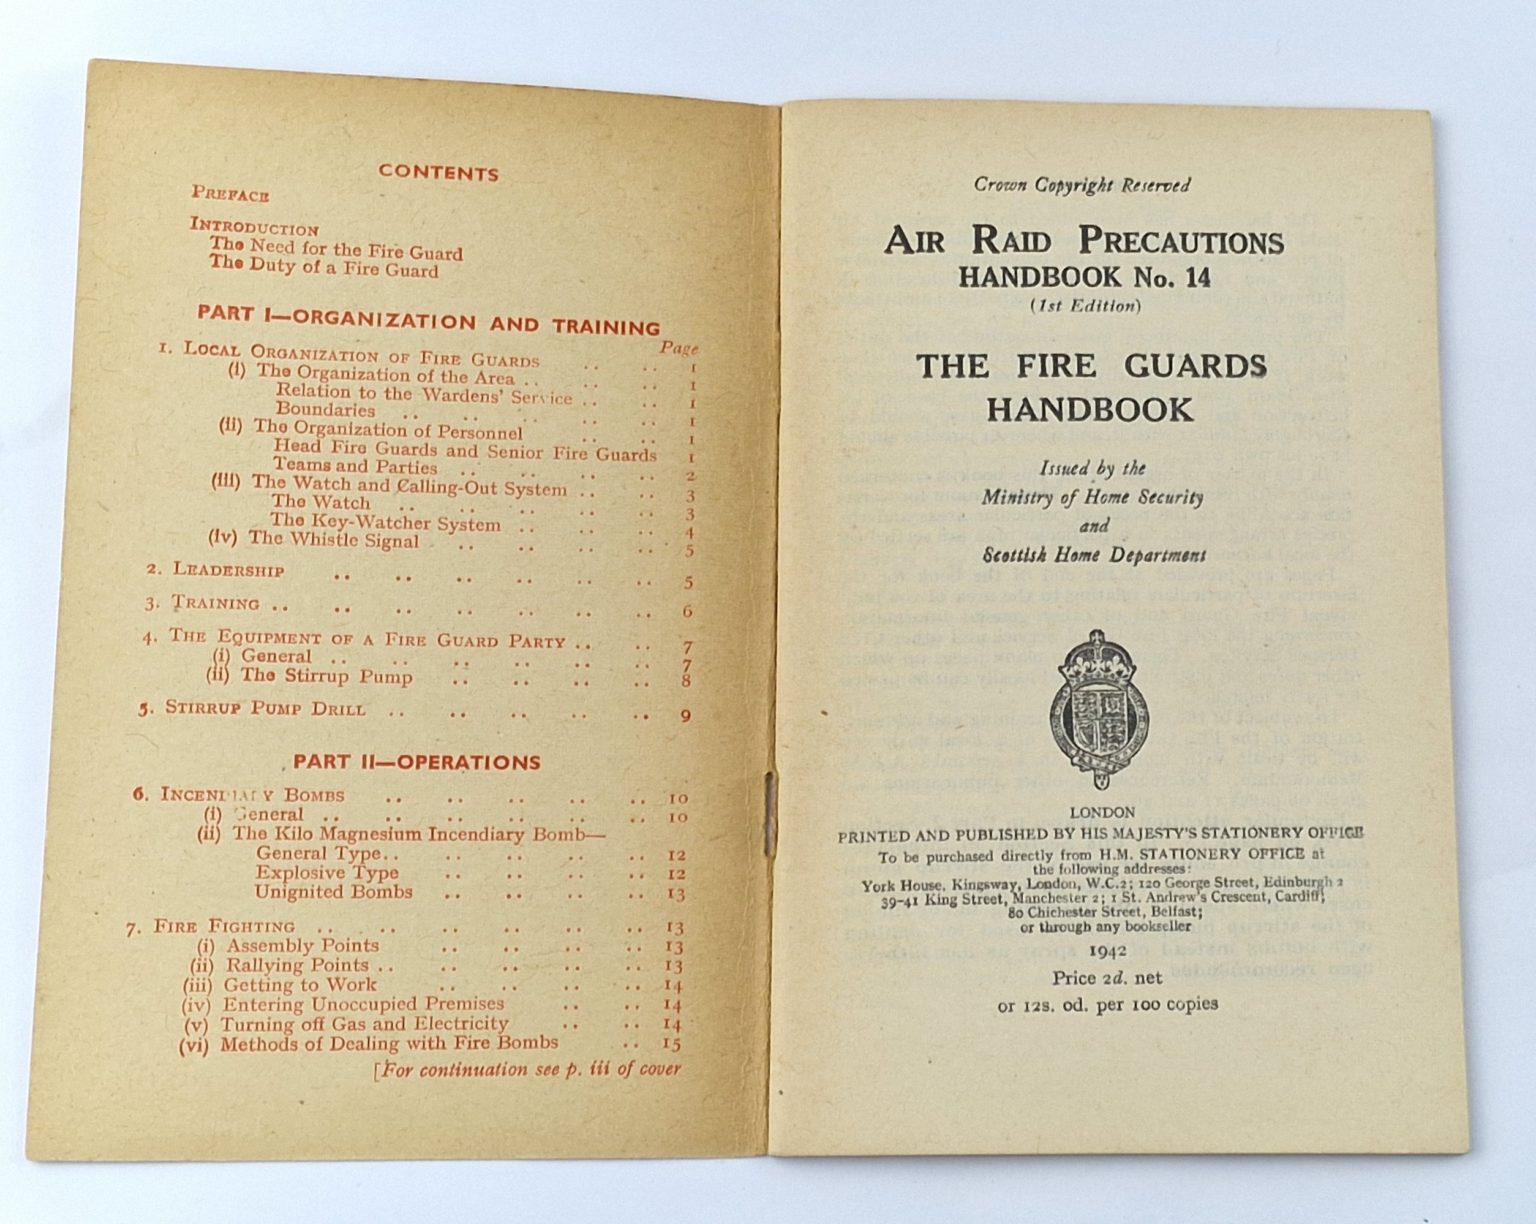 CONTENTS
PREFACE
INTRODUCTION
The Need for the Fire Guard
The Duty of a Fire Guard
PART I—ORGANIZATION AND TRAINING
Page
1. LOCAL ORGANIZATION OF FIRE GUARDS .. .. 1
(i) The Organization of the Area .. .. .. 1
Relation to the Wardens' Service .. .. 1
Boundaries .. .. .. .. .. 1
(ii) The Organization of Personnel .. .. 1
Head Fire Guards and Senior Fire Guards 1
Teams and Parties .. .. .. .. 2
(iii) The Watch and Calling-Out System .. .. 3
The Watch .. .. .. .. .. 3
The Key-Watcher System .. .. .. 4
(iv) The Whistle Signal .. .. .. .. 5
2. LEADERSHIP .. .. .. .. .. .. 5
3. TRAINING .. .. .. .. .. .. .. 6
4. THE EQUIPMENT OF A FIRE GUARD PARTY .. .. 7
(i) General .. .. .. .. .. .. 7
(ii) The Stirrup Pump .. .. .. .. 8
5. STIRRUP PUMP DRILL .. .. .. .. .. 9
PART II—OPERATIONS
6. INCENDIARY BOMBS .. .. .. .. .. 10
(i) General .. .. .. .. .. .. 10
(ii) The Kilo Magnesium Incendiary Bomb—
General Type .. .. .. .. .. 12
Explosive Type .. .. .. .. 12
Unignited Bombs .. .. .. .. 13
7. FIRE FIGHTING .. .. .. .. .. .. 13
(i) Assembly Points .. .. .. .. 13
(ii) Rallying Points .. .. .. .. .. 13
(iii) Getting to Work .. .. .. .. 14
(iv) Entering Unoccupied Premises .. .. 14
(v) Turning off Gas and Electricity .. .. 14
(vi) Methods of Dealing with Fire Bombs .. 15
[For continuation see p. iii of cover
Crown Copyright Reserved
AIR RAID PRECAUTIONS
HANDBOOK No. 14
(1st Edition)
THE FIRE GUARDS
HANDBOOK
Issued by the
Ministry of Home Security
and
Scottish Home Department
LONDON
PRINTED AND PUBLISHED BY HIS MAJESTY'S STATIONERY OFFICE
To be purchased directly from H.M. STATIONERY OFFICE at
the following addresses:
York House, Kingsway, London, W.C.2; 120 George Street, Edinburgh 2
39-41 King Street, Manchester 2; 1 St. Andrew's Crescent, Cardiff;
80 Chichester Street, Belfast;
or through any bookseller
1942
Price 2d. net
or 12s. 0d. per 100 copies